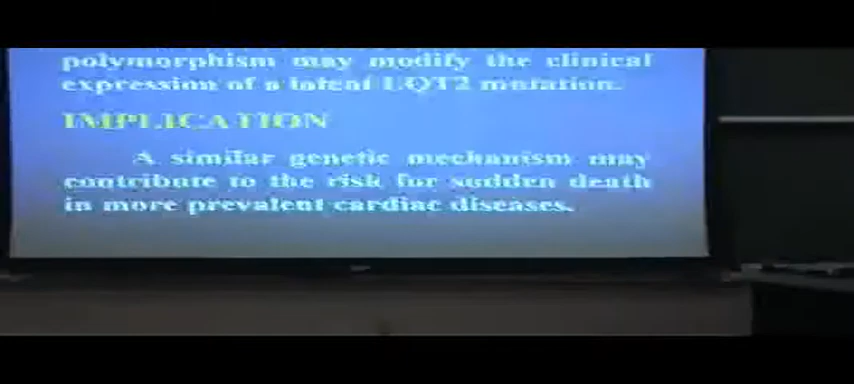 polymorphism may modify the clinical
expression of a latent LQT2 mutation.
IMPLICATION
A similar genetic mechanism may
contribute to the risk for sudden death
in more prevalent cardiac diseases.